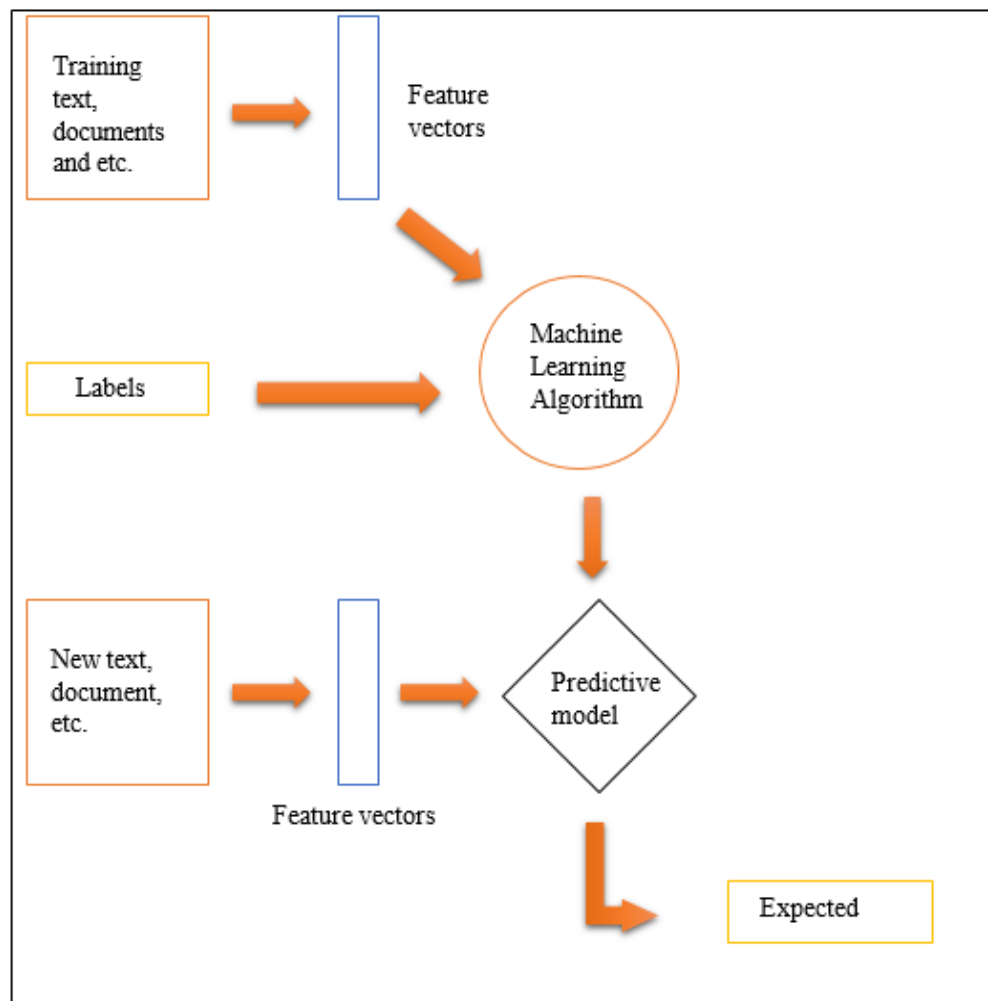 Training
text,
documents
and etc.
Feature
vectors
Machine
Learning
Algorithm
Labels
New text,
document,
etc.
Predictive
model
Feature vectors
Expected